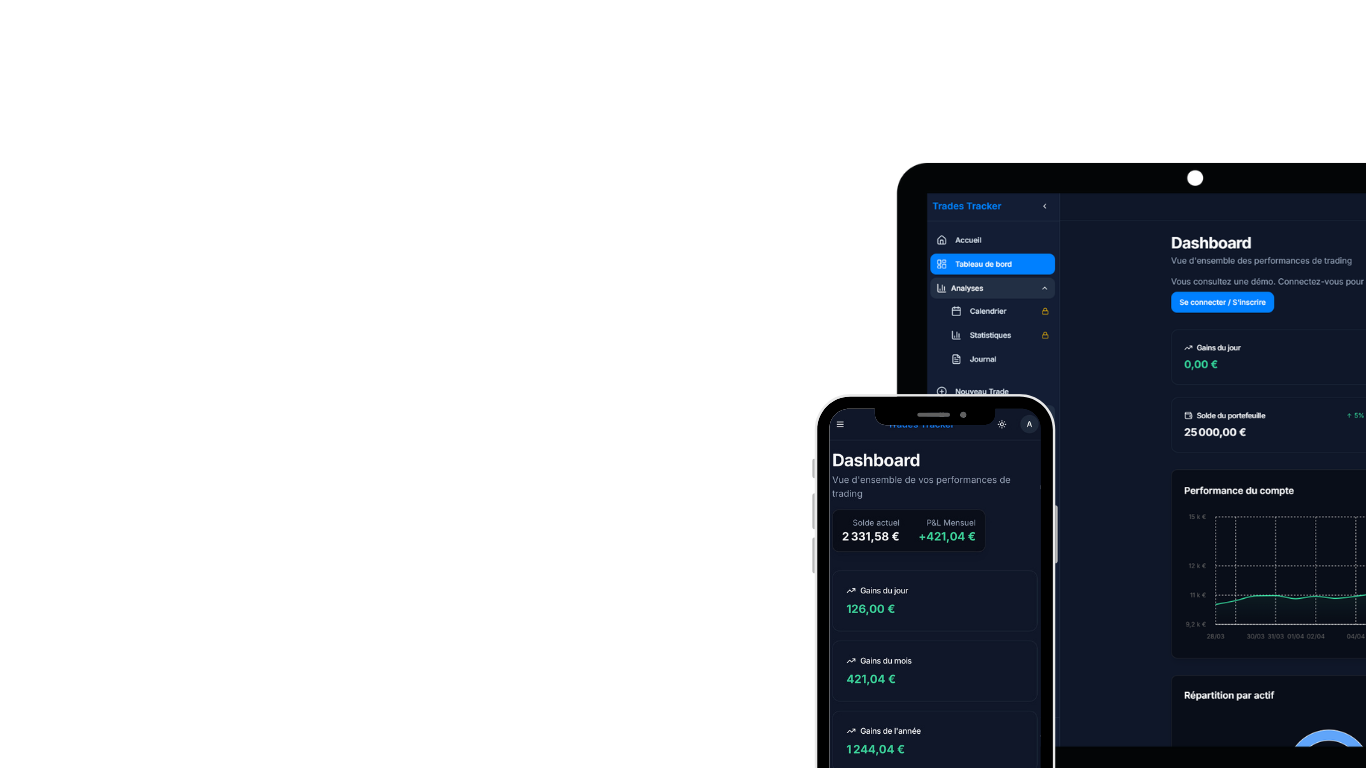 Trades Tracker
Accueil
Tableau de bord
Analyses
Calendrier
Statistiques
Journal
Nouveau Trade
Dashboard
Vue d'ensemble des performances de trading
Vous consultez une démo. Connectez-vous pour
Se connecter / S'inscrire
Gains du jour
0,00 €
Solde du portefeuille
↑ 5%
25 000,00 €
Performance du compte
15 k €
12 k €
11 k €
9,2 k €
28/03 30/03 31/03 01/04 02/04 04/04
Répartition par actif
Trades Tracker
A
Dashboard
Vue d'ensemble de vos performances de
trading
Solde actuel
2 331,58 €
P&L Mensuel
+421,04 €
Gains du jour
126,00 €
Gains du mois
421,04 €
Gains de l'année
1 244,04 €